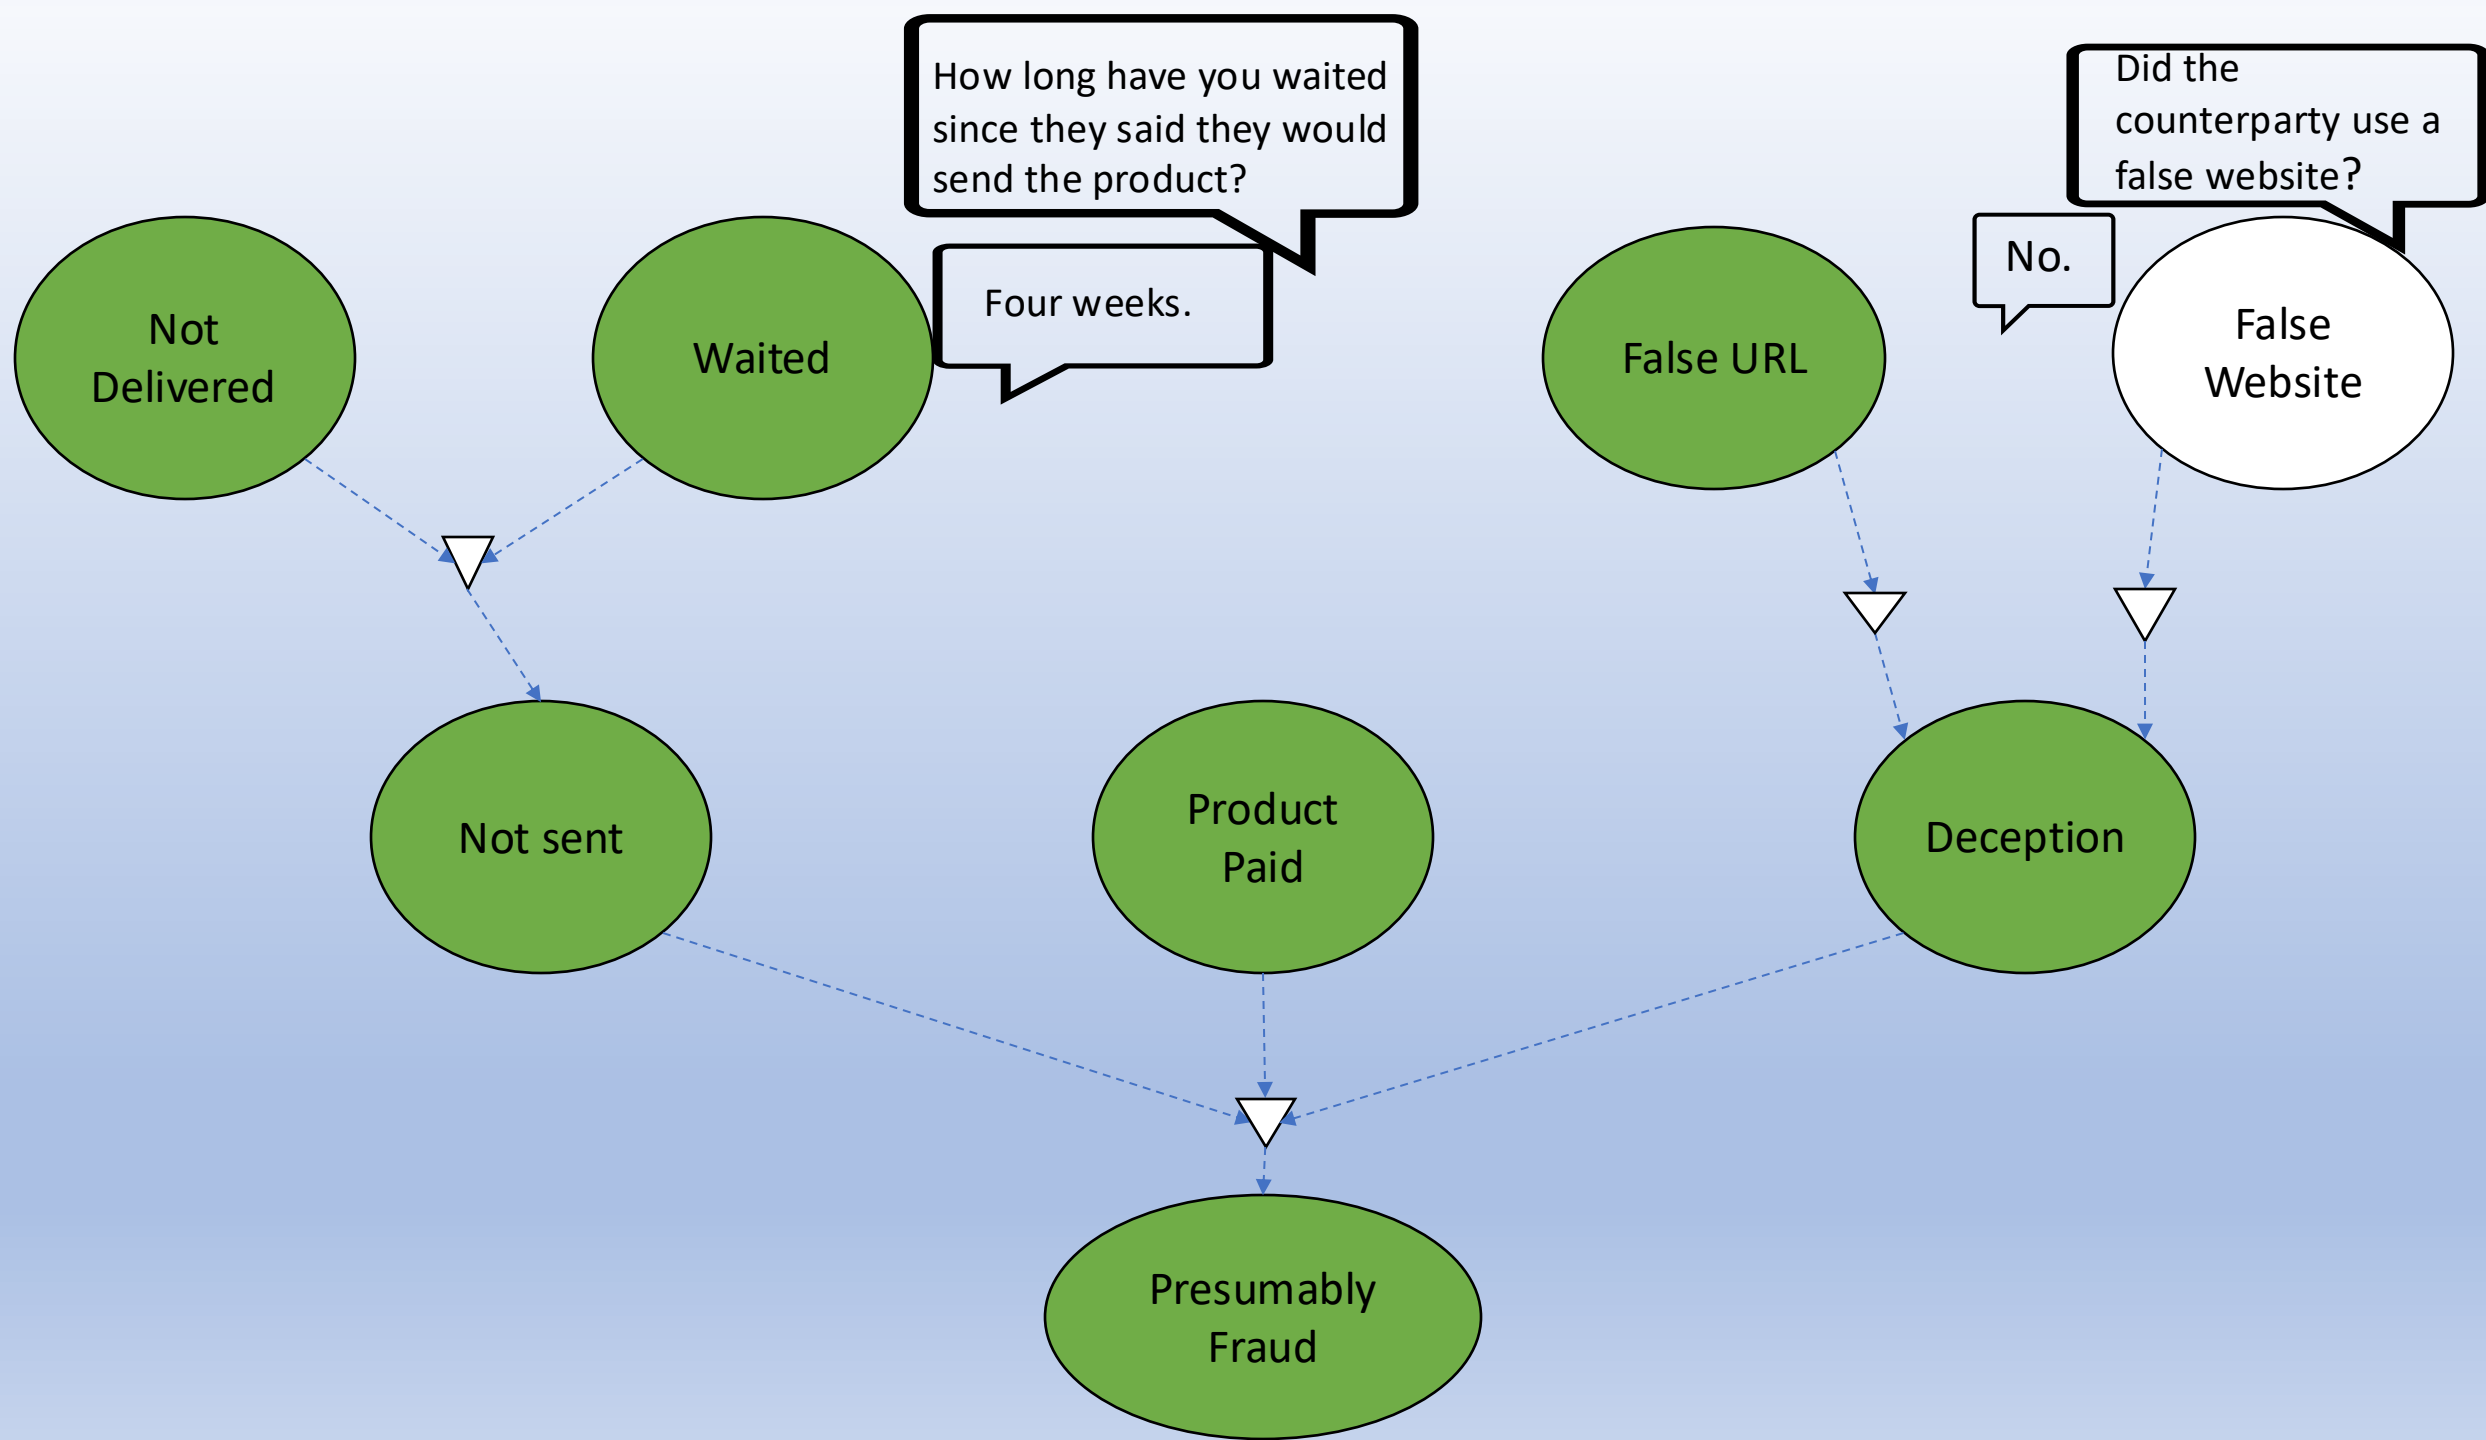 How long have you waited
since they said they would
send the product?
Did the
counterparty use a
false website?
No.
Four weeks.
Not
Delivered
Waited
False URL
False
Website
Not sent
Product
Paid
Deception
Presumably
Fraud